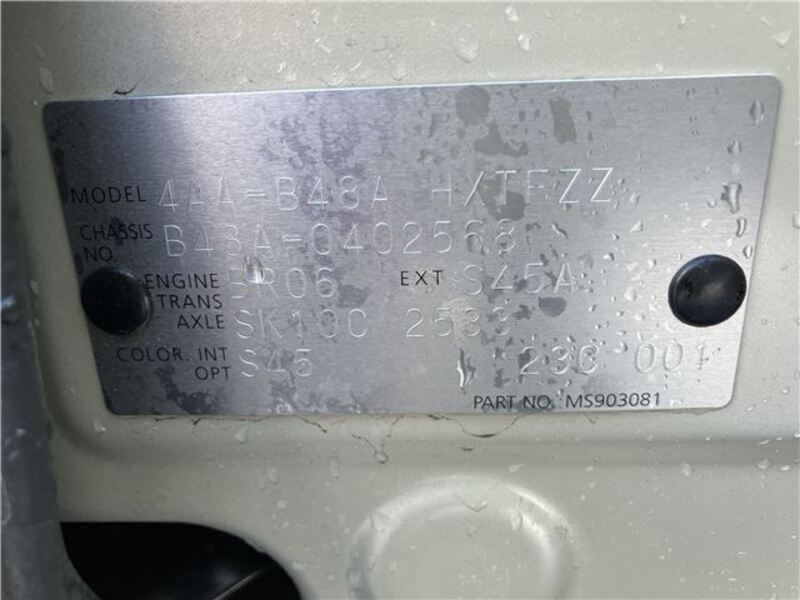 MODEL 4AA-B48A HXTFZZ
CHASSIS NO. B48A-0402568
ENGINE BR06 EXT S45A
TRANS AXLE SK10C 2533
COLOR. INT OPT S45 23C 001
PART NO. MS903081